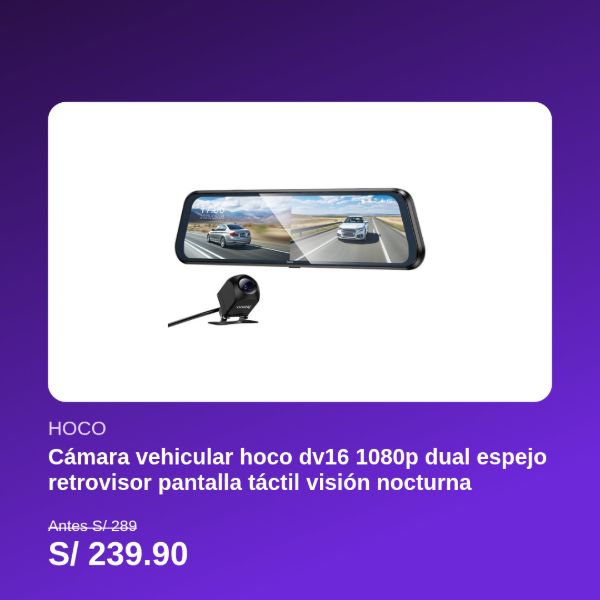 HOCO
Cámara vehicular hoco dv16 1080p dual espejo
retrovisor pantalla táctil visión nocturna
Antes S/ 289
S/ 239.90